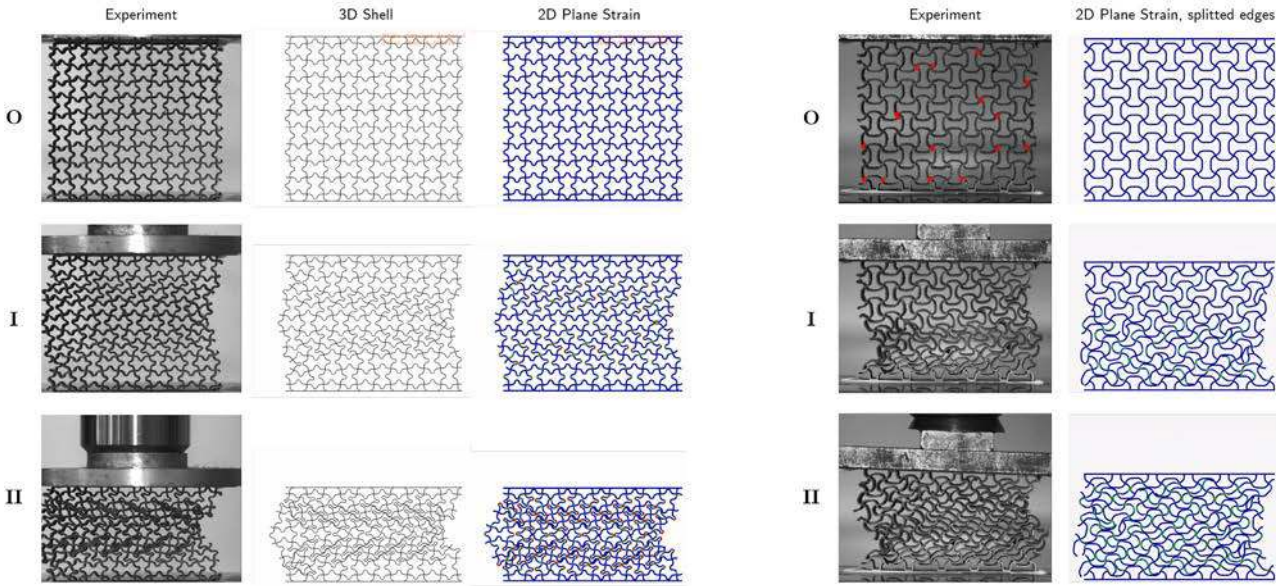 Experiment
3D Shell
2D Plane Strain
Experiment
2D Plane Strain, splitted edges
O
O
I
I
II
II